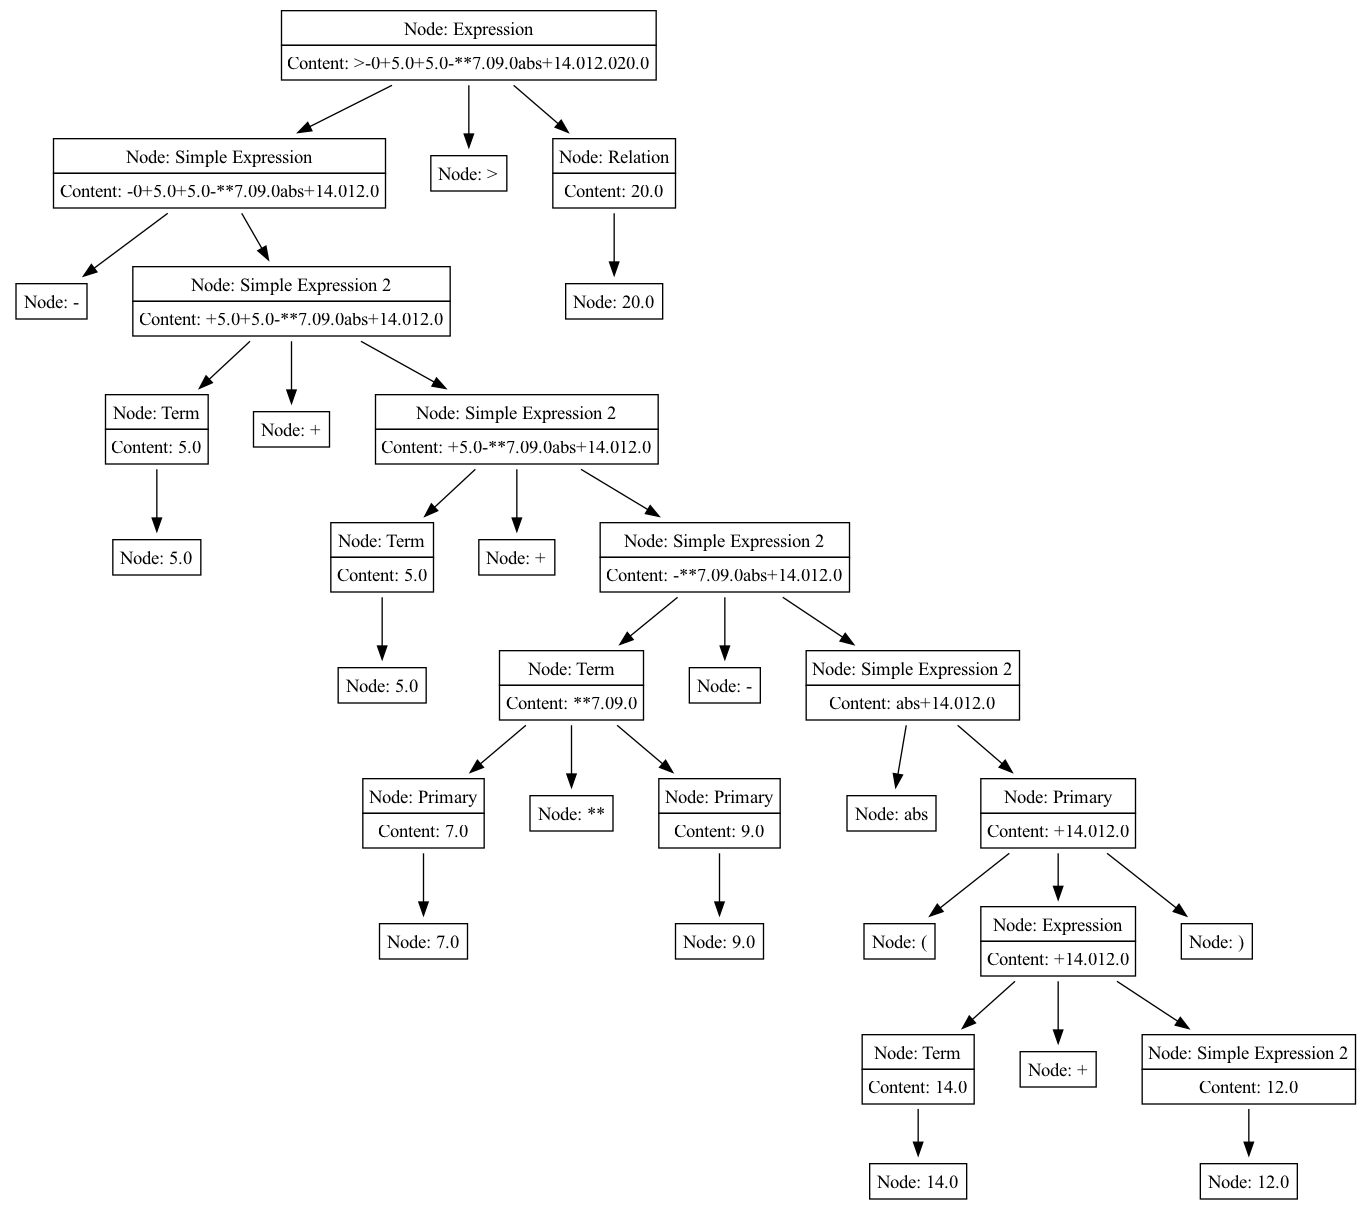 Node: Expression
Content: >-0+5.0+5.0-**7.09.0abs+14.012.020.0
Node: Simple Expression
Content: -0+5.0+5.0-**7.09.0abs+14.012.0
Node: >
Node: Relation
Content: 20.0
Node: -
Node: Simple Expression 2
Content: +5.0+5.0-**7.09.0abs+14.012.0
Node: 20.0
Node: Term
Content: 5.0
Node: +
Node: Simple Expression 2
Content: +5.0-**7.09.0abs+14.012.0
Node: 5.0
Node: Term
Content: 5.0
Node: +
Node: Simple Expression 2
Content: -**7.09.0abs+14.012.0
Node: 5.0
Node: Term
Content: **7.09.0
Node: -
Node: Simple Expression 2
Content: abs+14.012.0
Node: Primary
Content: 7.0
Node: **
Node: Primary
Content: 9.0
Node: abs
Node: Primary
Content: +14.012.0
Node: 7.0
Node: 9.0
Node: (
Node: Expression
Content: +14.012.0
Node: )
Node: Term
Content: 14.0
Node: +
Node: Simple Expression 2
Content: 12.0
Node: 14.0
Node: 12.0